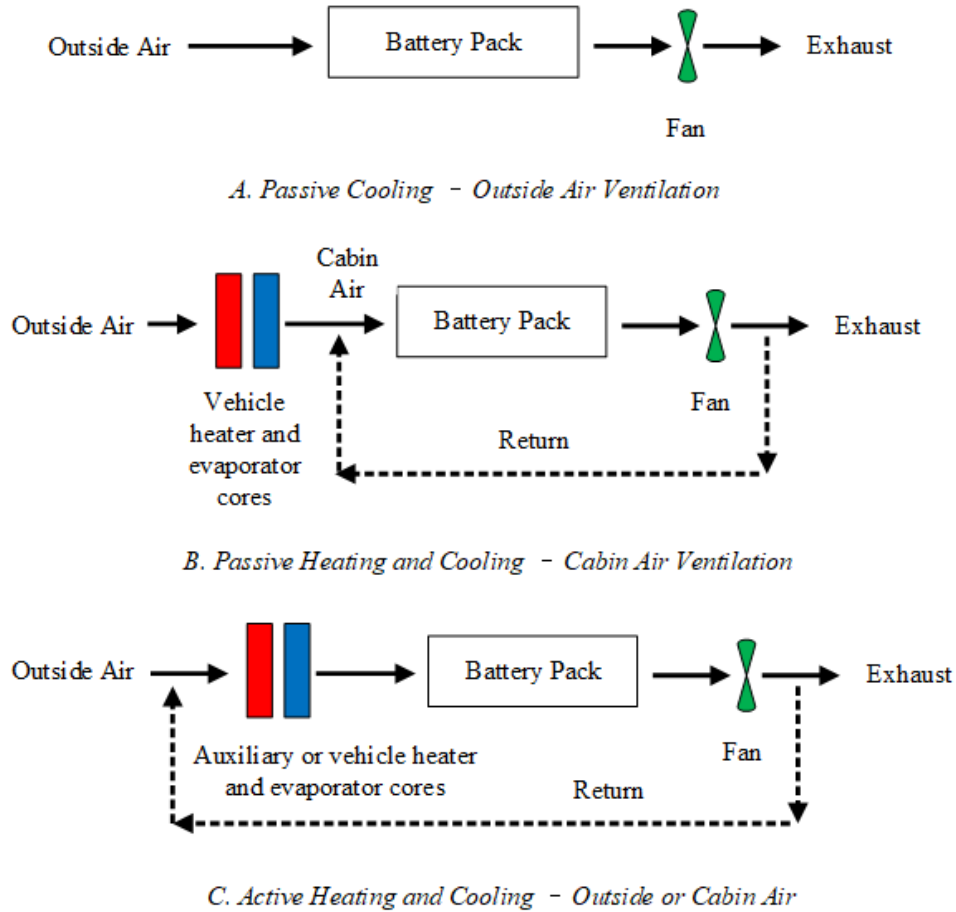 Outside Air
Battery Pack
Exhaust
Fan
A. Passive Cooling – Outside Air Ventilation
Cabin
Air
Outside Air
Battery Pack
Exhaust
Vehicle
heater and
evaporator
cores
Fan
Return
B. Passive Heating and Cooling – Cabin Air Ventilation
Outside Air
Battery Pack
Exhaust
Auxiliary or vehicle heater
and evaporator cores
Fan
Return
C. Active Heating and Cooling – Outside or Cabin Air